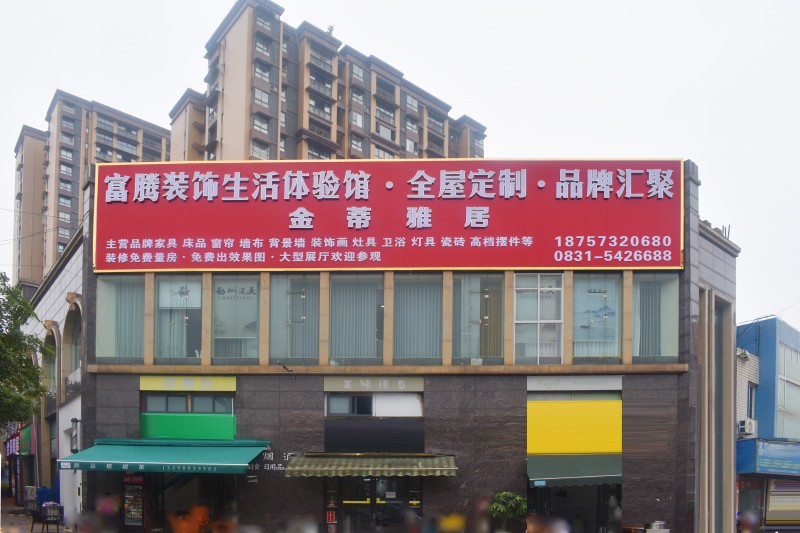 富腾装饰生活体验馆·全屋定制·品牌汇聚
金蒂雅居
主营品牌家具 床品 窗帘 墙布 背景墙 装饰画 灶具 卫浴 灯具 瓷砖 高档摆件等
装修免费量房·免费出效果图·大型展厅欢迎参观
18757320680
0831-5426688